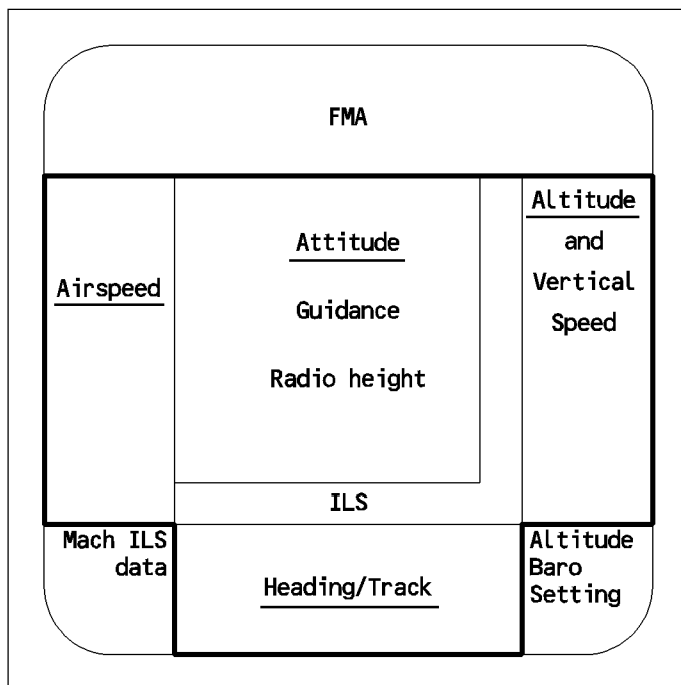 FMA
Airspeed
Attitude
Guidance
Radio height
Altitude
and
Vertical
Speed
ILS
Mach ILS
data
Heading/Track
Altitude
Baro
Setting